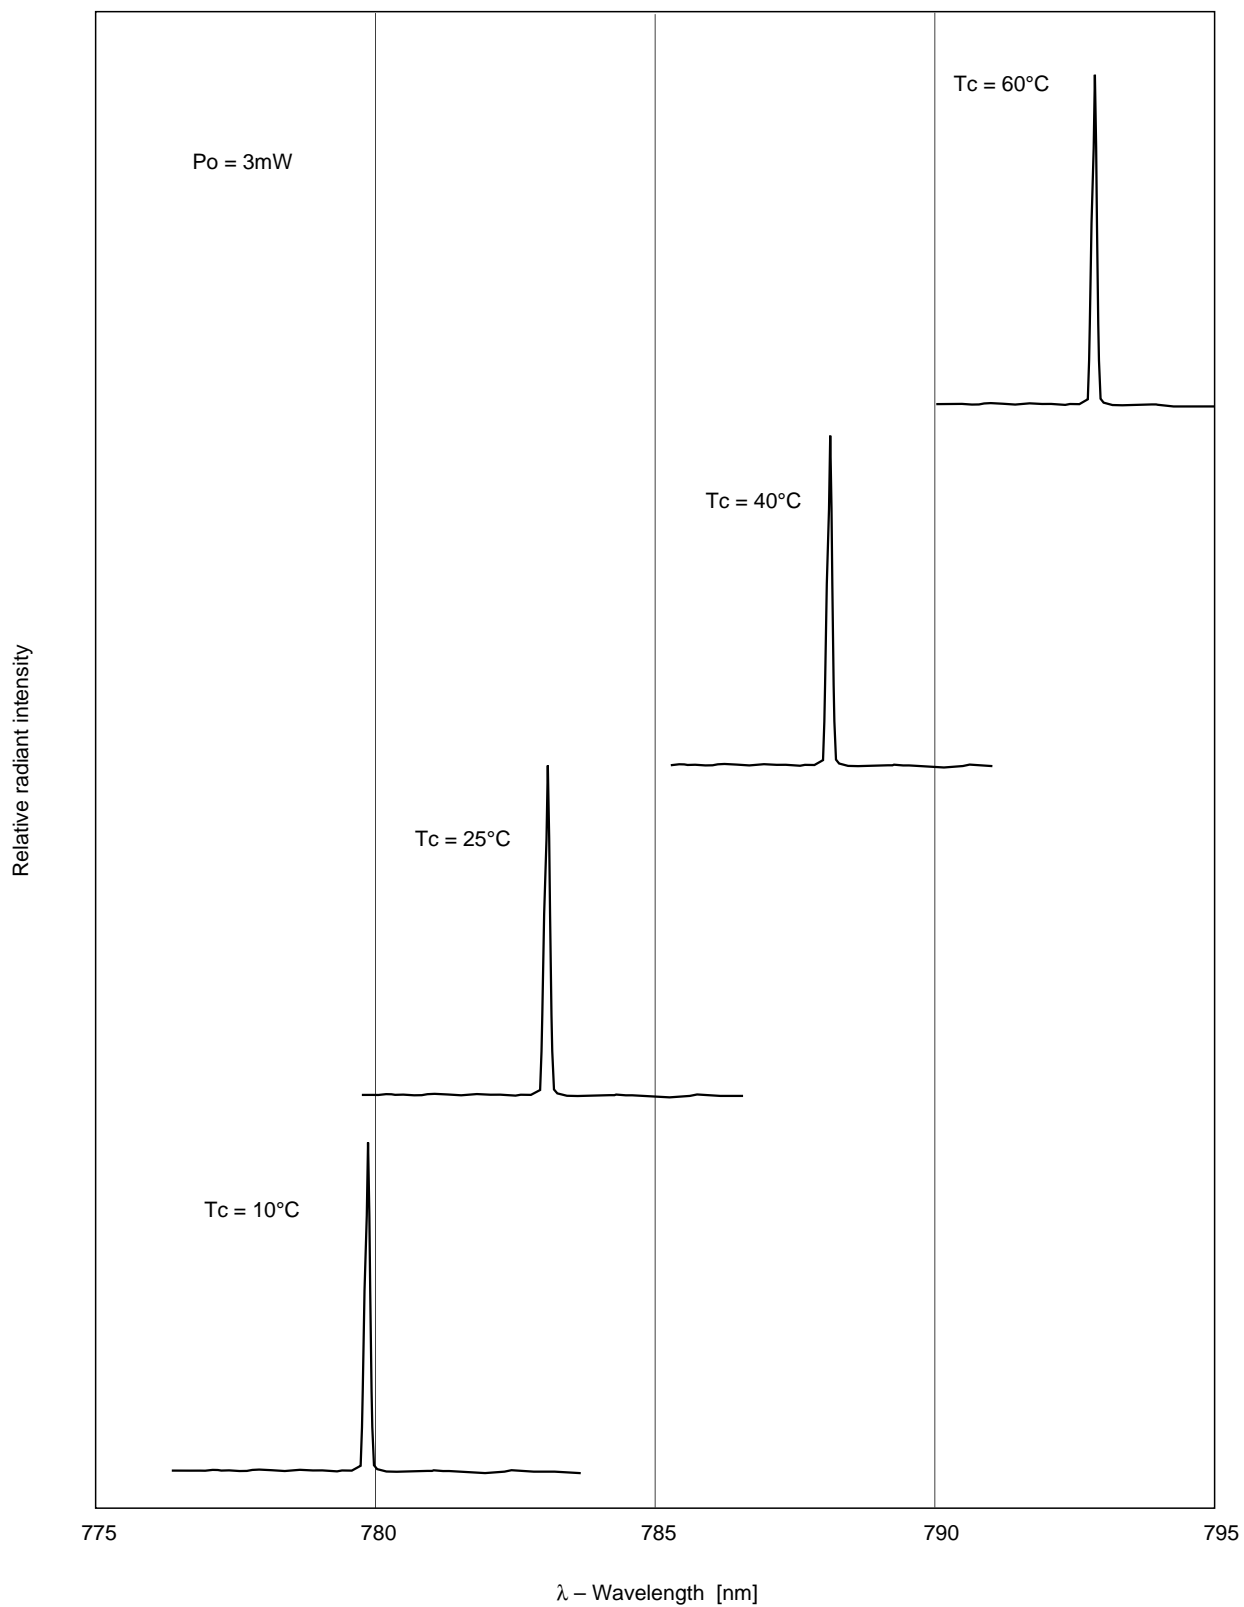 Tc = 60°C
Po = 3mW
Tc = 40°C
Relative radiant intensity
Tc = 25°C
Tc = 10°C
775 780 785 790 795
λ – Wavelength [nm]